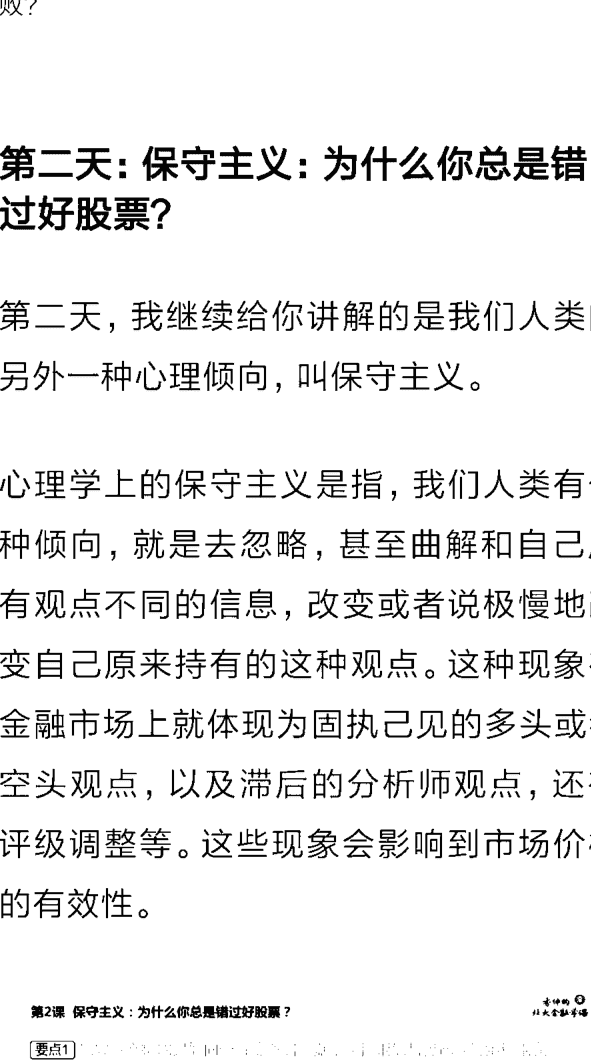 败？
第二天：保守主义：为什么你总是错
过好股票？
第二天，我继续给你讲解的是我们人类
另外一种心理倾向，叫保守主义。
心理学上的保守主义是指，我们人类有
种倾向，就是去忽略，甚至曲解和自己
有观点不同的信息，改变或者说极慢地
变自己原来持有的这种观点。这种现象
金融市场上就体现为固执己见的多头或
空头观点，以及滞后的分析师观点，还
评级调整等。这些现象会影响到市场价
的有效性。
第2课 保守主义：为什么你总是错过好股票？
北大金融学课
要点1